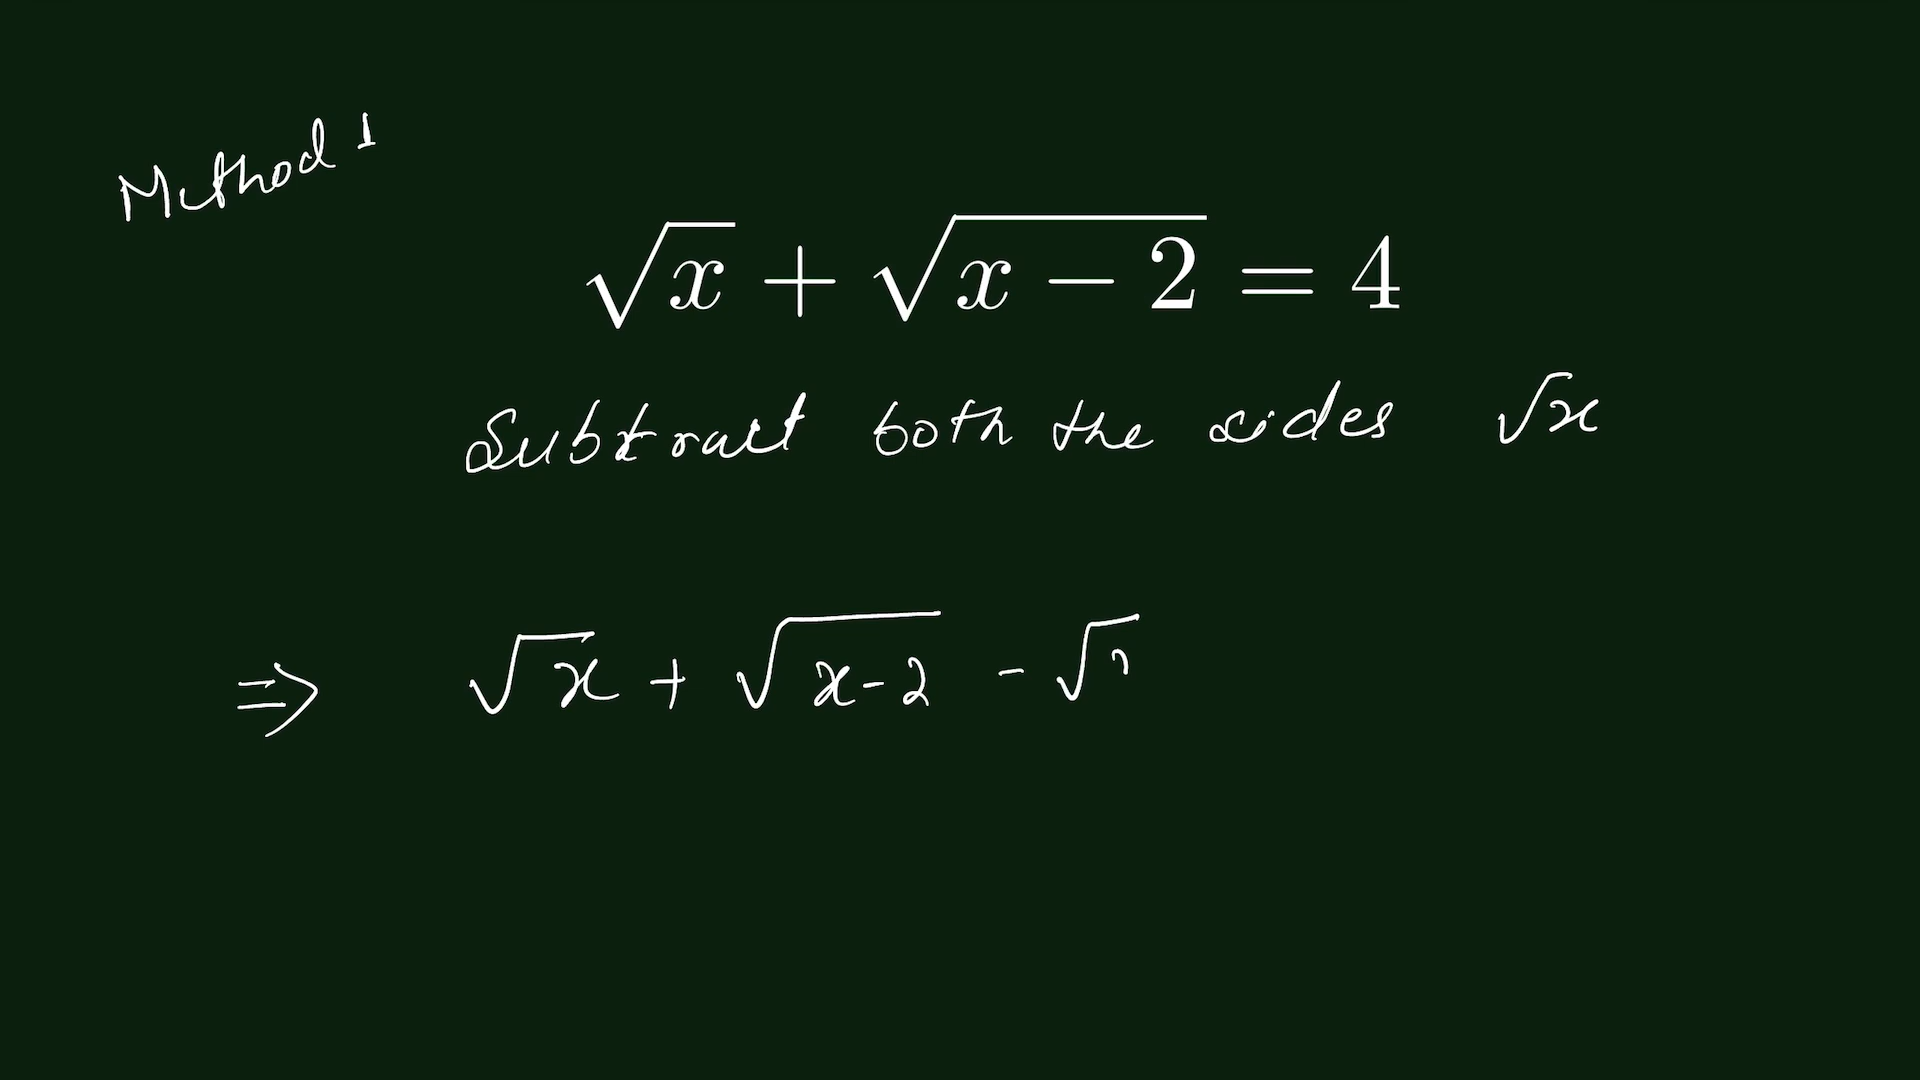 Method 1
√x + √(x − 2) = 4
Subtract both the sides √x
⇒ √x + √(x-2) - √